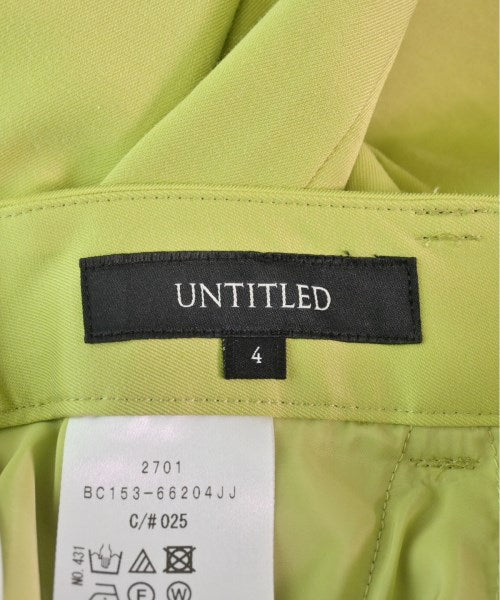 UNTITLED
4
2701
BC153-66204JJ
C/#025
NO. 431
E W